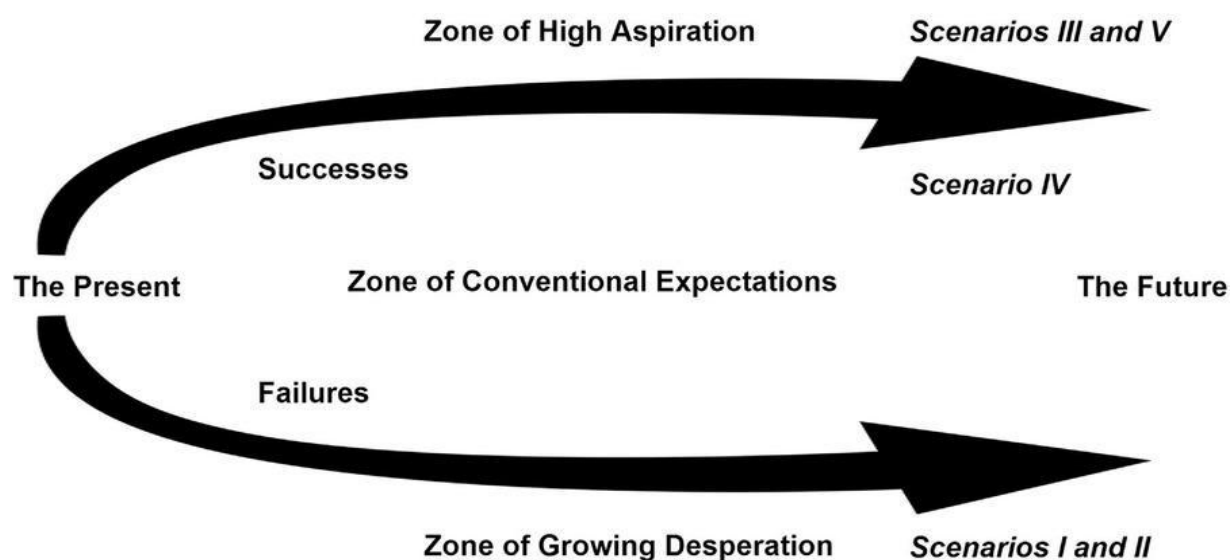 Zone of High Aspiration
Scenarios III and V
Successes
Scenario IV
The Present
Zone of Conventional Expectations
The Future
Failures
Zone of Growing Desperation
Scenarios I and II